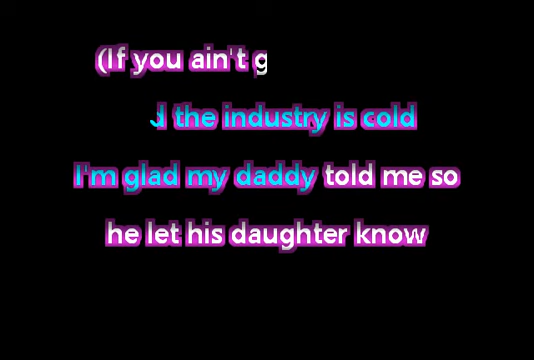 (If you ain't g
the industry is cold
I'm glad my daddy told me so
he let his daughter know